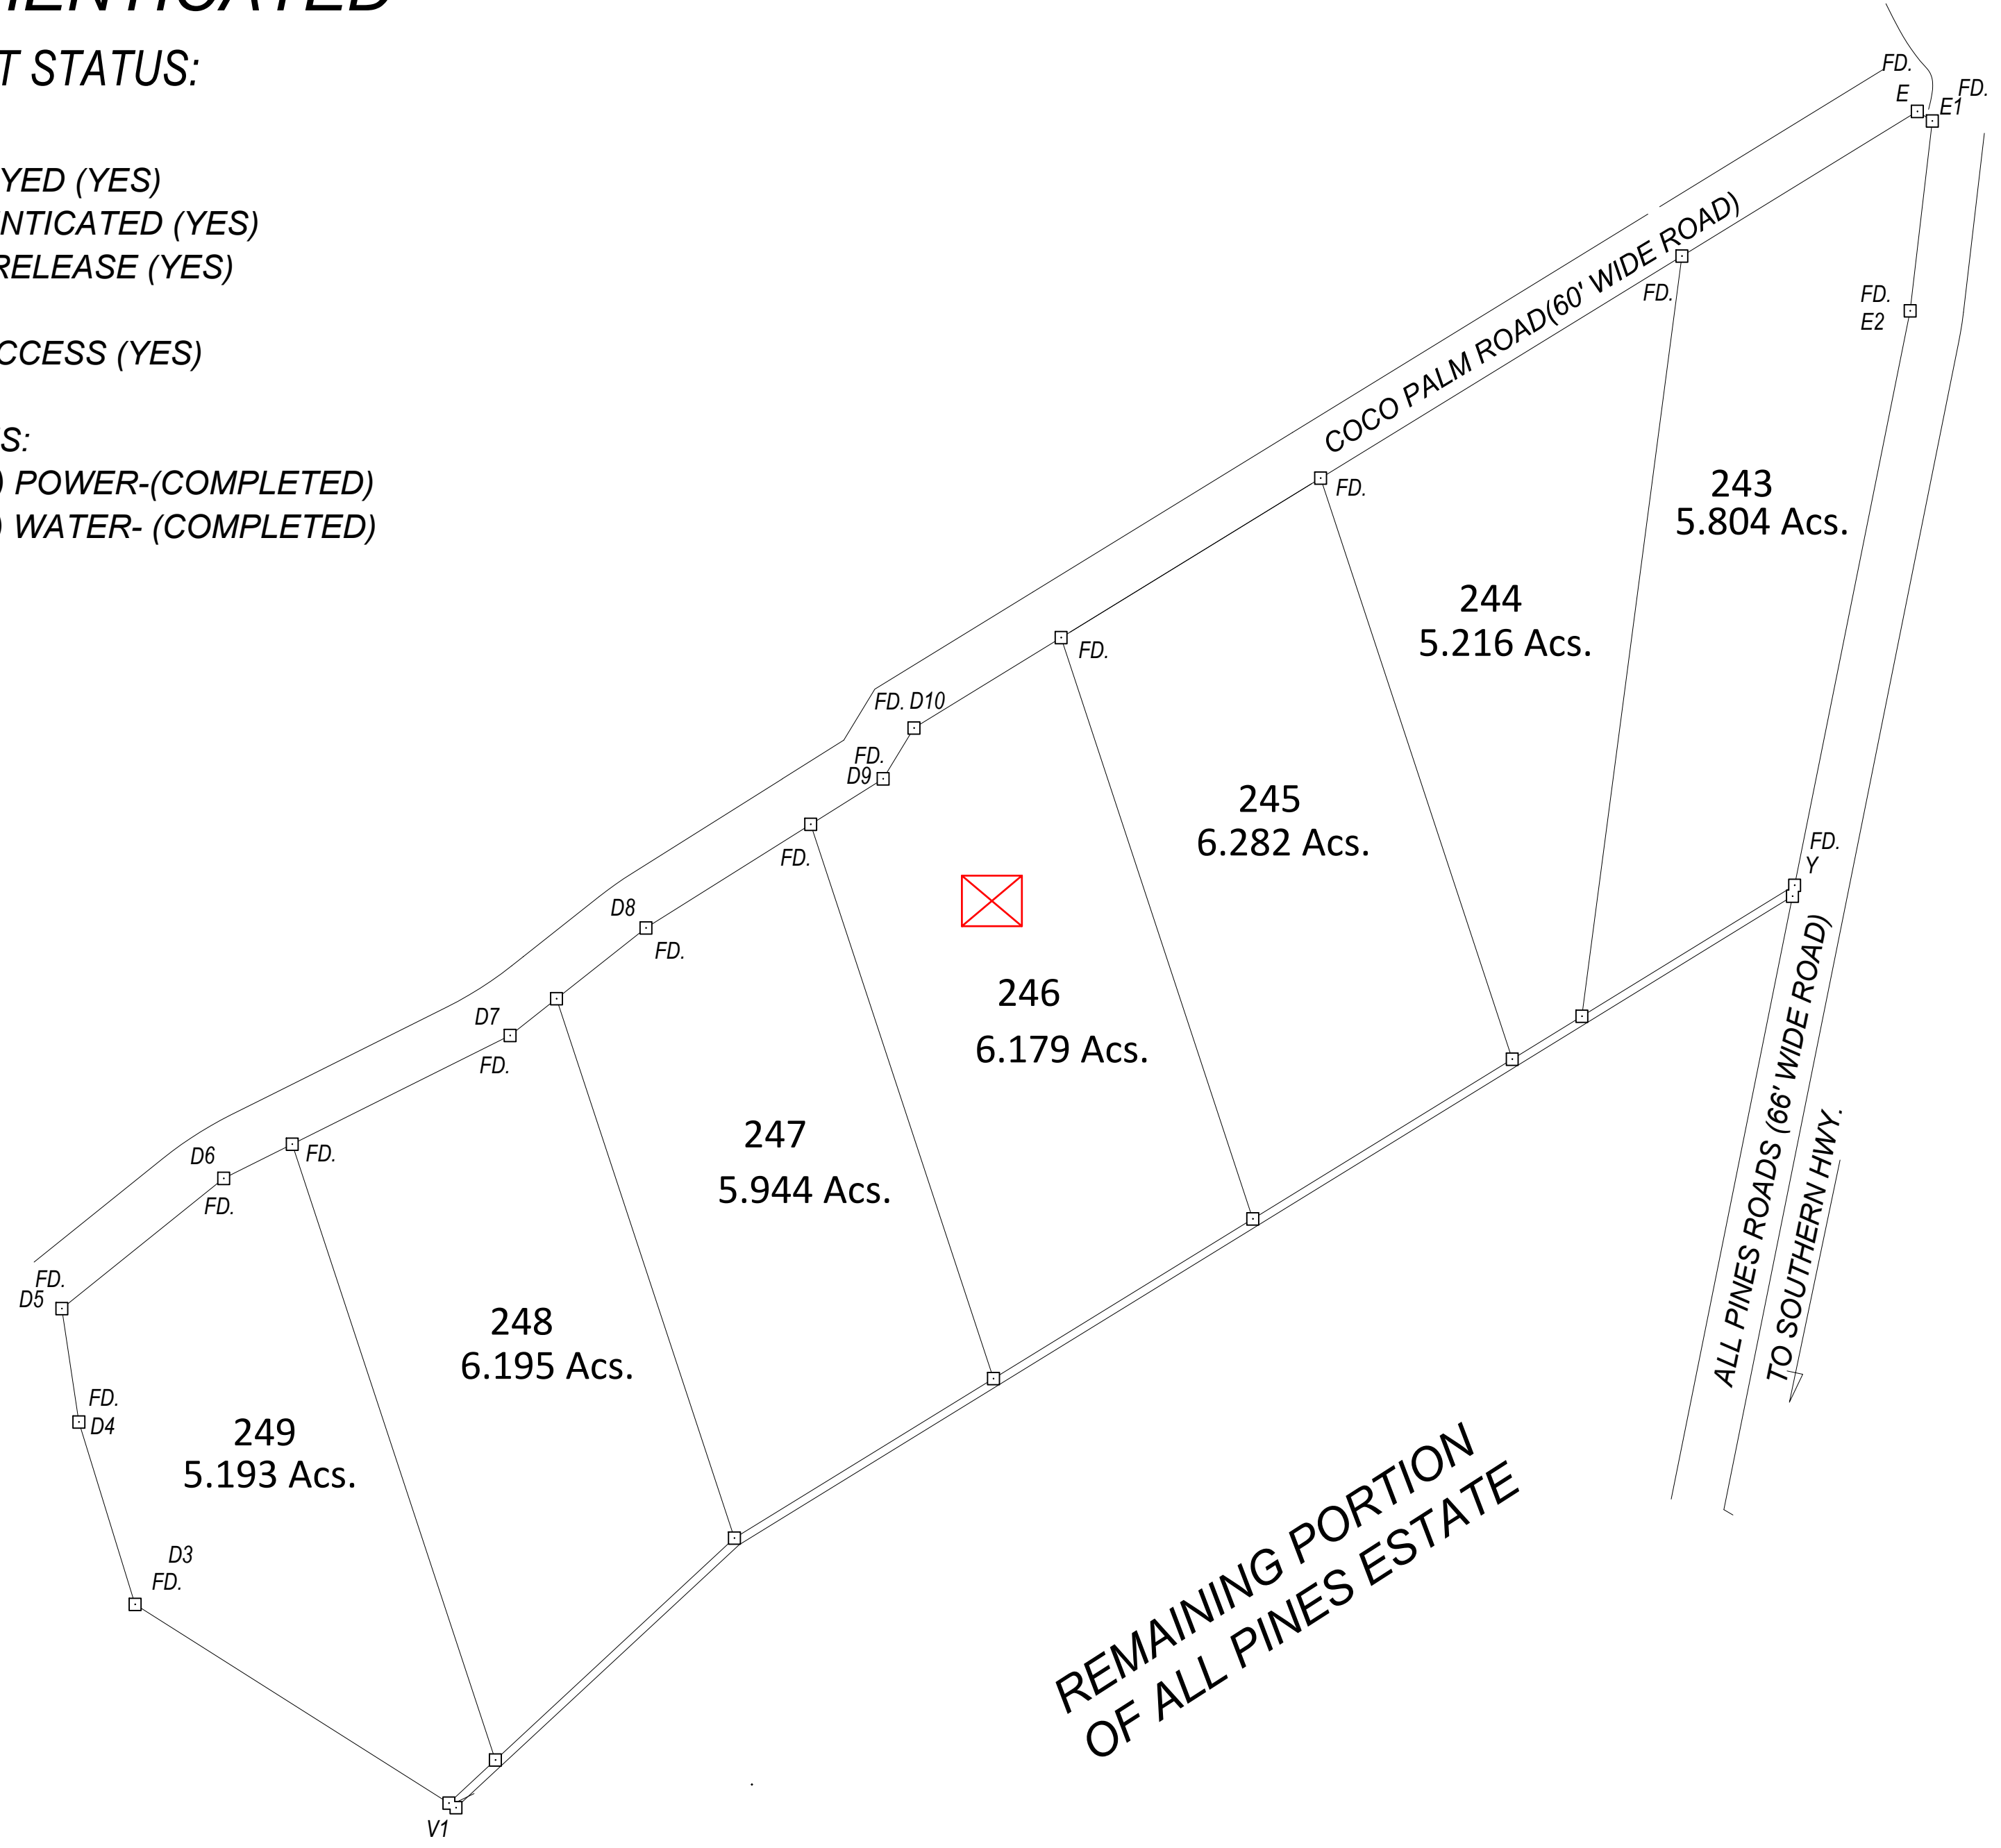 T STATUS:
YED (YES)
NTICATED (YES)
RELEASE (YES)
CCESS (YES)
S:
) POWER-(COMPLETED)
) WATER- (COMPLETED)
FD.
E
E1
FD.
COCO PALM ROAD(60' WIDE ROAD)
FD.
FD.
E2
243
5.804 Acs.
FD.
244
5.216 Acs.
FD.
FD. D10
FD.
D9
245
6.282 Acs.
FD.
FD.
Y
D8
FD.
246
6.179 Acs.
D7
FD.
ALL PINES ROADS (66' WIDE ROAD)
TO SOUTHERN HWY.
247
5.944 Acs.
D6
FD.
FD.
FD.
D5
248
6.195 Acs.
FD.
D4
249
5.193 Acs.
D3
FD.
REMAINING PORTION
OF ALL PINES ESTATE
V1